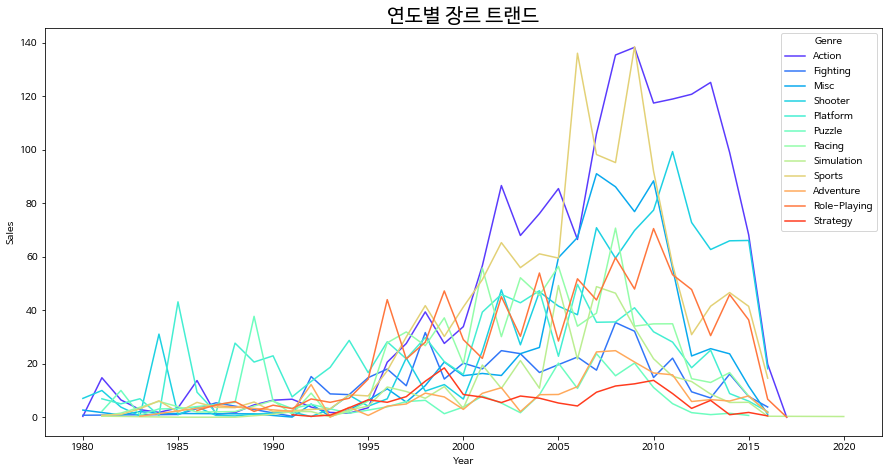 연도별 장르 트랜드
Genre
Action
Fighting
Misc
Shooter
Platform
Puzzle
Racing
Simulation
Sports
Adventure
Role-Playing
Strategy
Sales
140
120
100
80
60
40
20
0
1980 1985 1990 1995 2000 2005 2010 2015 2020
Year